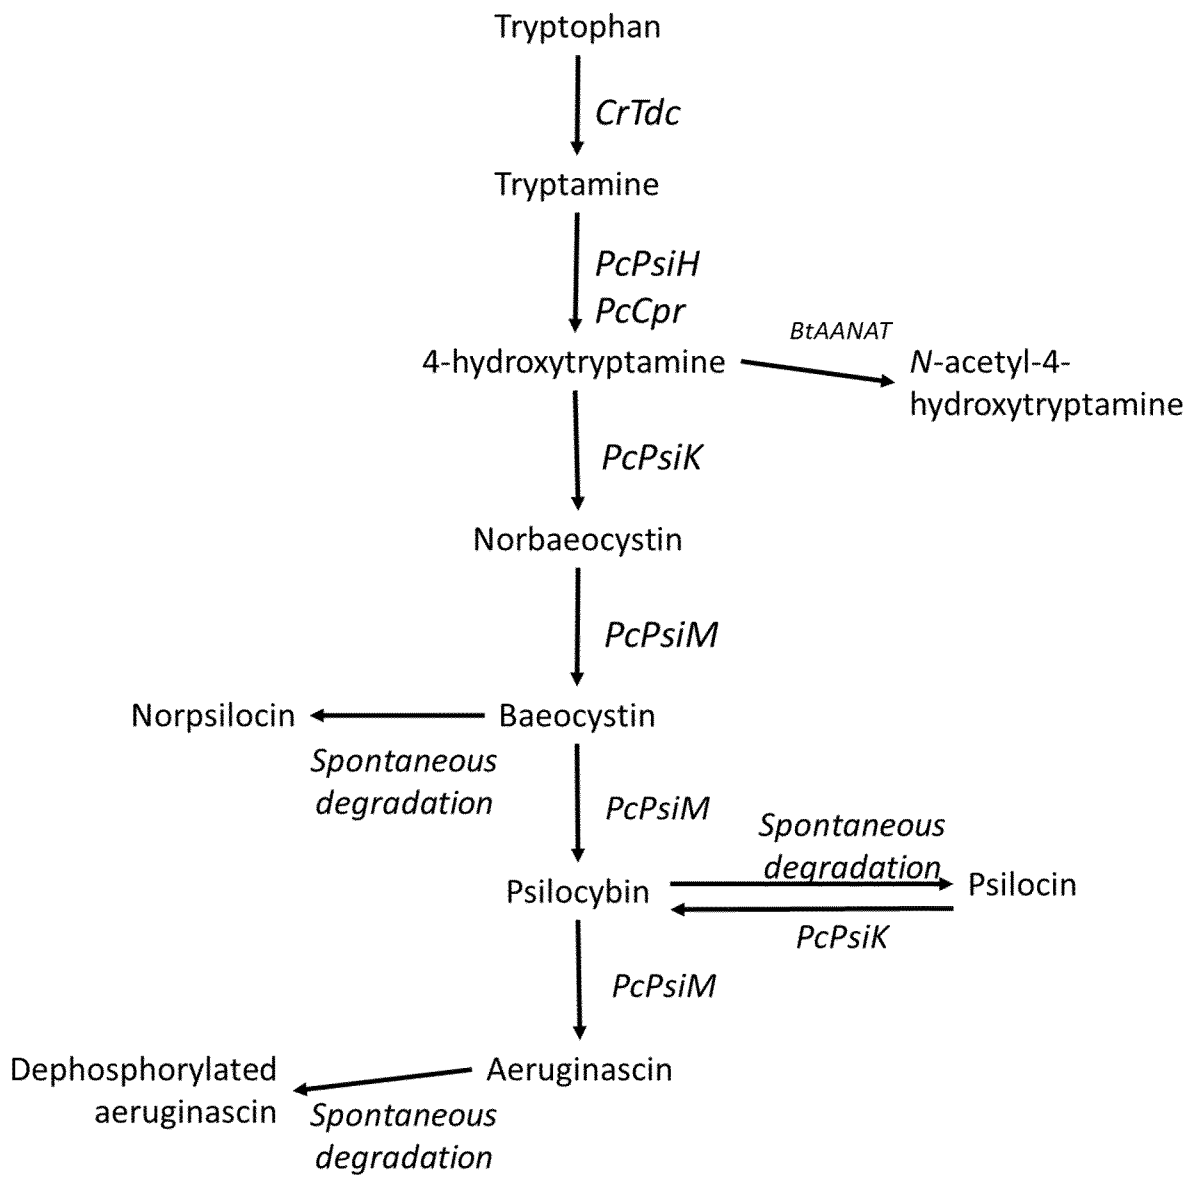 Tryptophan
CrTdc
Tryptamine
PcPsiH
PcCpr
BtAANAT
4-hydroxytryptamine
N-acetyl-4-
hydroxytryptamine
PcPsiK
Norbaeocystin
PcPsiM
Norpsilocin
Baeocystin
Spontaneous
degradation
PcPsiM
Spontaneous
degradation
Psilocybin
Psilocin
PcPsiK
PcPsiM
Dephosphorylated
aeruginascin
Aeruginascin
Spontaneous
degradation